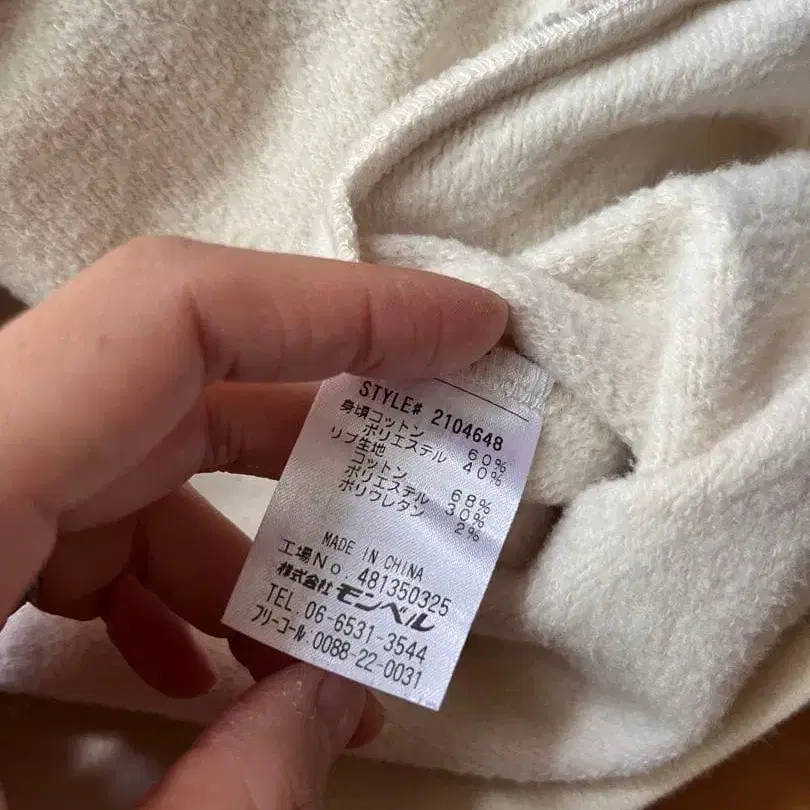 STYLE# 2104648
身頃コットン 60%
ポリエステル 40%
リブ生地
コットン 68%
ポリエステル 30%
ポリウレタン 2%
MADE IN CHINA
工場No 481350325
株式会社モンベル
TEL.06-6531-3544
フリーコール:0088-22-0031